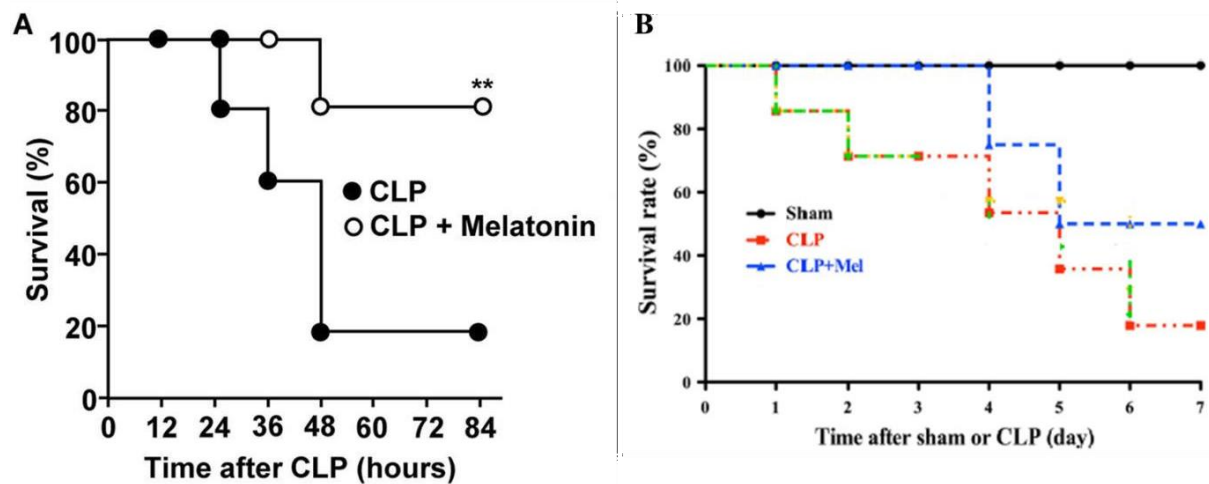 A
Survival (%)
100
80
60
40
20
0
CLP
CLP + Melatonin
**
0 12 24 36 48 60 72 84
Time after CLP (hours)
B
Survival rate (%)
100
80
60
40
20
0
Sham
CLP
CLP+Mel
0 1 2 3 4 5 6 7
Time after sham or CLP (day)